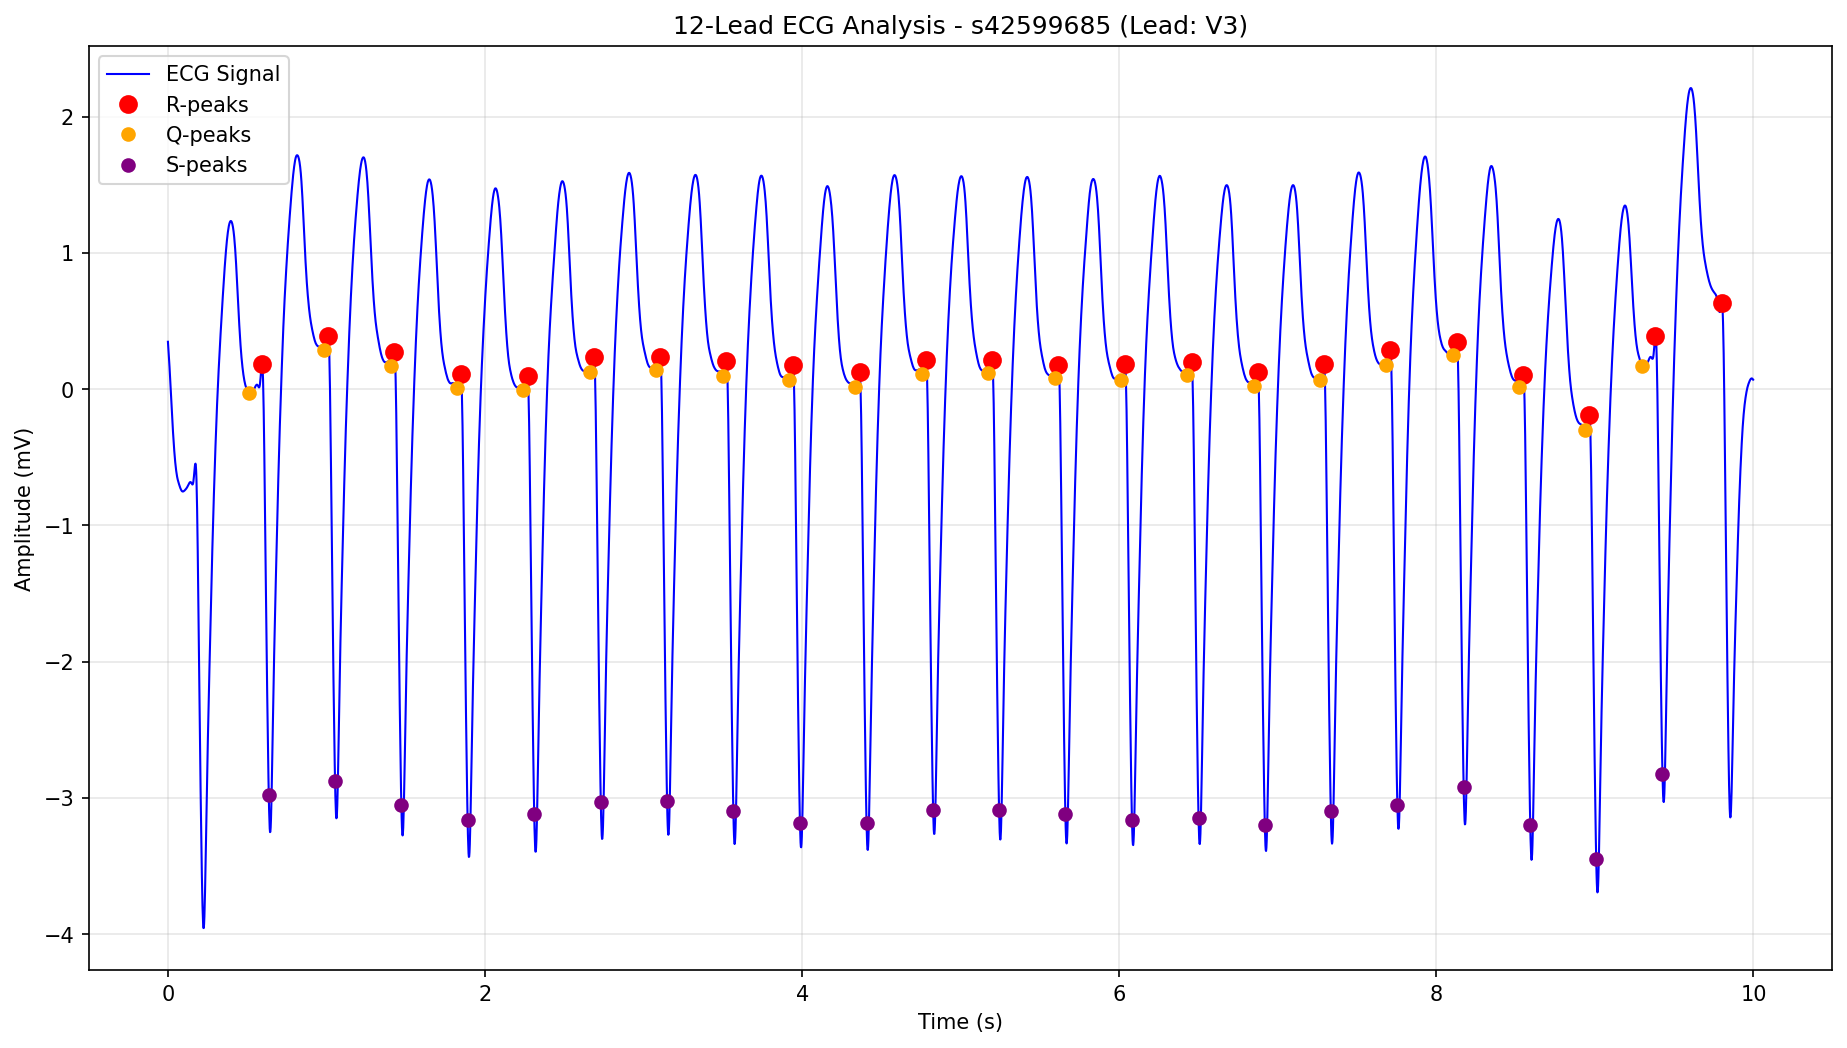 12-Lead ECG Analysis - s42599685 (Lead: V3)
ECG Signal
R-peaks
Q-peaks
S-peaks
2
1
0
−1
−2
−3
−4
Amplitude (mV)
0
2
4
6
8
10
Time (s)